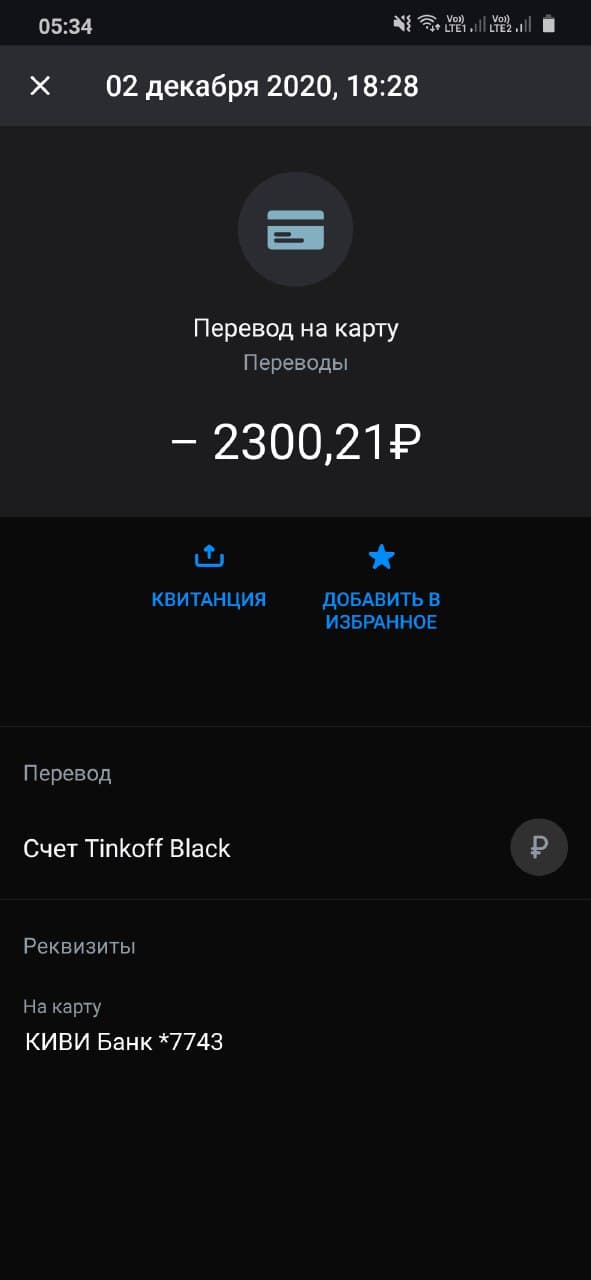 05:34
Vo)) LTE1
Vo)) LTE2
02 декабря 2020, 18:28
Перевод на карту
Переводы
– 2300,21₽
КВИТАНЦИЯ
ДОБАВИТЬ В
ИЗБРАННОЕ
Перевод
Счет Tinkoff Black
₽
Реквизиты
На карту
КИВИ Банк *7743